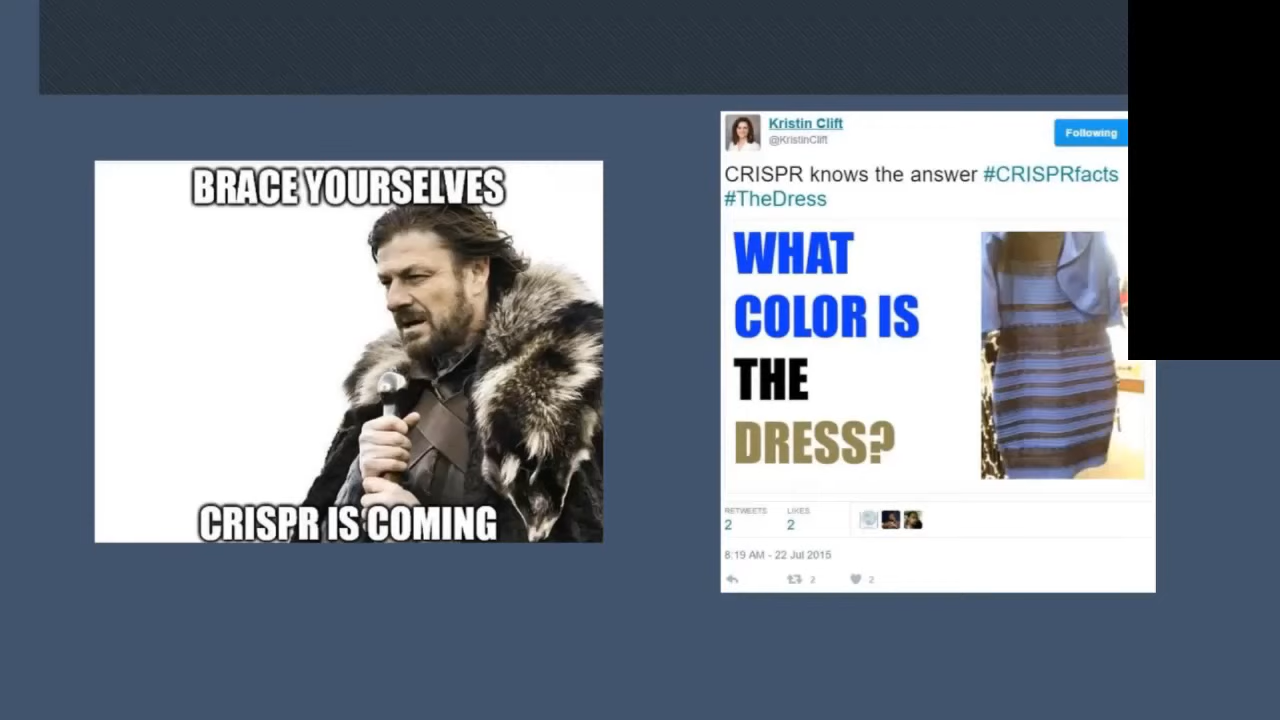 BRACE YOURSELVES
CRISPR IS COMING
Kristin Clift
@KristinClift
Following
CRISPR knows the answer #CRISPRfacts
#TheDress
WHAT
COLOR IS
THE
DRESS?
RETWEETS LIKES
2 2
8:19 AM - 22 Jul 2015
2 2